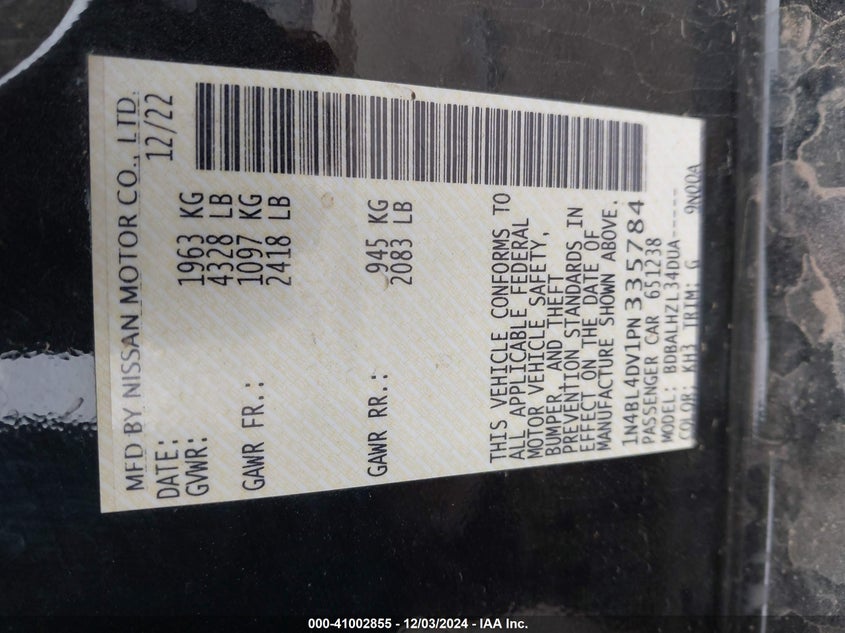 MFD BY NISSAN MOTOR CO., LTD.
DATE: 12/22
GVWR: 1963 KG
4328 LB
GAWR FR.: 1097 KG
2418 LB
GAWR RR.: 945 KG
2083 LB
THIS VEHICLE CONFORMS TO
ALL APPLICABLE FEDERAL
MOTOR VEHICLE SAFETY,
BUMPER AND THEFT
PREVENTION STANDARDS IN
EFFECT ON THE DATE OF
MANUFACTURE SHOWN ABOVE.
1N4BL4DV1PN335784
PASSENGER CAR 651238
MODEL: BDBALHZL34DUA-----
COLOR: KH3 TRIM: G 9N00A
000-41002855 - 12/03/2024 - IAA Inc.